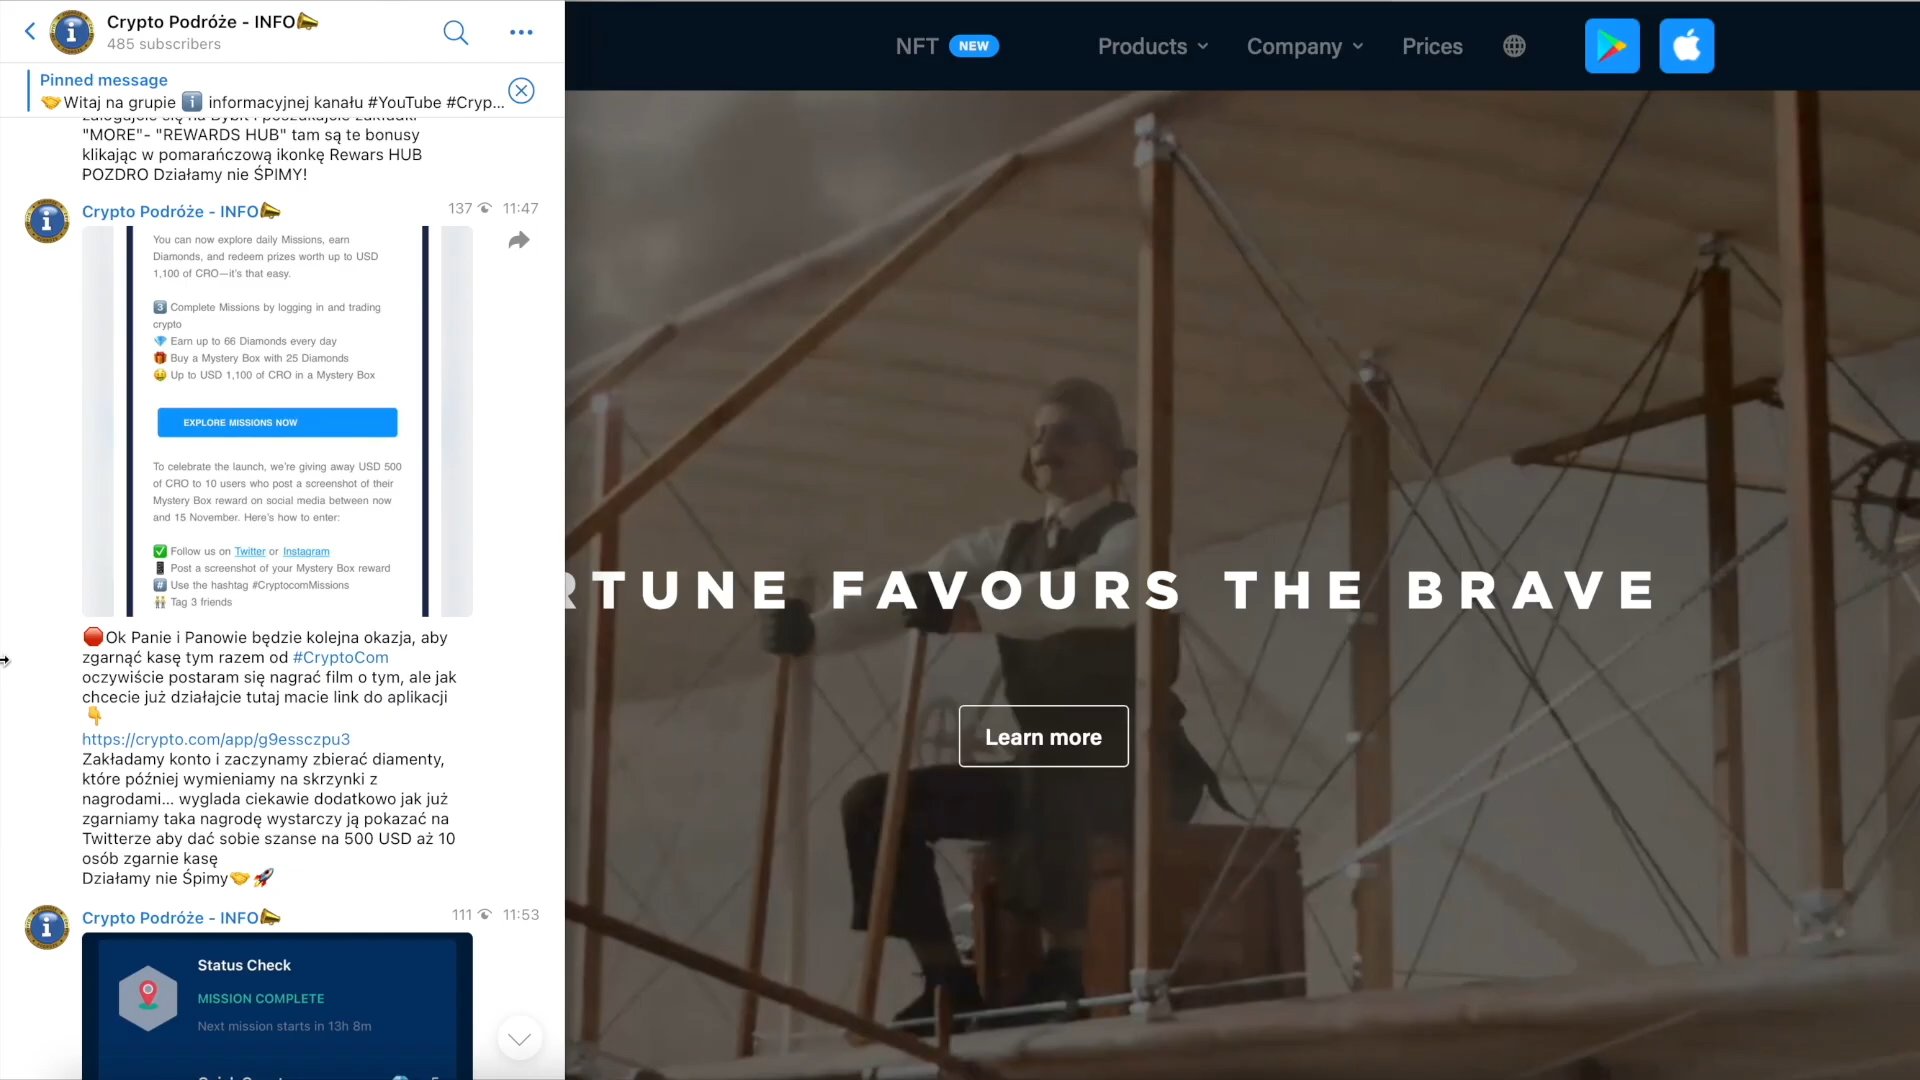 Crypto Podróże - INFO
485 subscribers
Pinned message
Witaj na grupie informacyjnej kanału #YouTube #Cryp...
"MORE"- "REWARDS HUB" tam są te bonusy
klikając w pomarańczową ikonkę Rewars HUB
POZDRO Działamy nie ŚPIMY!
Crypto Podróże - INFO
137 11:47
You can now explore daily Missions, earn
Diamonds, and redeem prizes worth up to USD
1,100 of CRO—it's that easy.
3 Complete Missions by logging in and trading
crypto
Earn up to 66 Diamonds every day
Buy a Mystery Box with 25 Diamonds
Up to USD 1,100 of CRO in a Mystery Box
EXPLORE MISSIONS NOW
To celebrate the launch, we're giving away USD 500
of CRO to 10 users who post a screenshot of their
Mystery Box reward on social media between now
and 15 November. Here's how to enter:
Follow us on Twitter or Instagram
Post a screenshot of your Mystery Box reward
# Use the hashtag #CryptocomMissions
Tag 3 friends
Ok Panie i Panowie będzie kolejna okazja, aby
zgarnąć kasę tym razem od #CryptoCom
oczywiście postaram się nagrać film o tym, ale jak
chcecie już działajcie tutaj macie link do aplikacji
https://crypto.com/app/g9essczpu3
Zakładamy konto i zaczynamy zbierać diamenty,
które później wymieniamy na skrzynki z
nagrodami... wyglada ciekawie dodatkowo jak już
zgarniamy taka nagrodę wystarczy ją pokazać na
Twitterze aby dać sobie szanse na 500 USD aż 10
osób zgarnie kasę
Działamy nie Śpimy
Crypto Podróże - INFO
111 11:53
Status Check
MISSION COMPLETE
Next mission starts in 13h 8m
NFT NEW
Products
Company
Prices
RTUNE FAVOURS THE BRAVE
Learn more